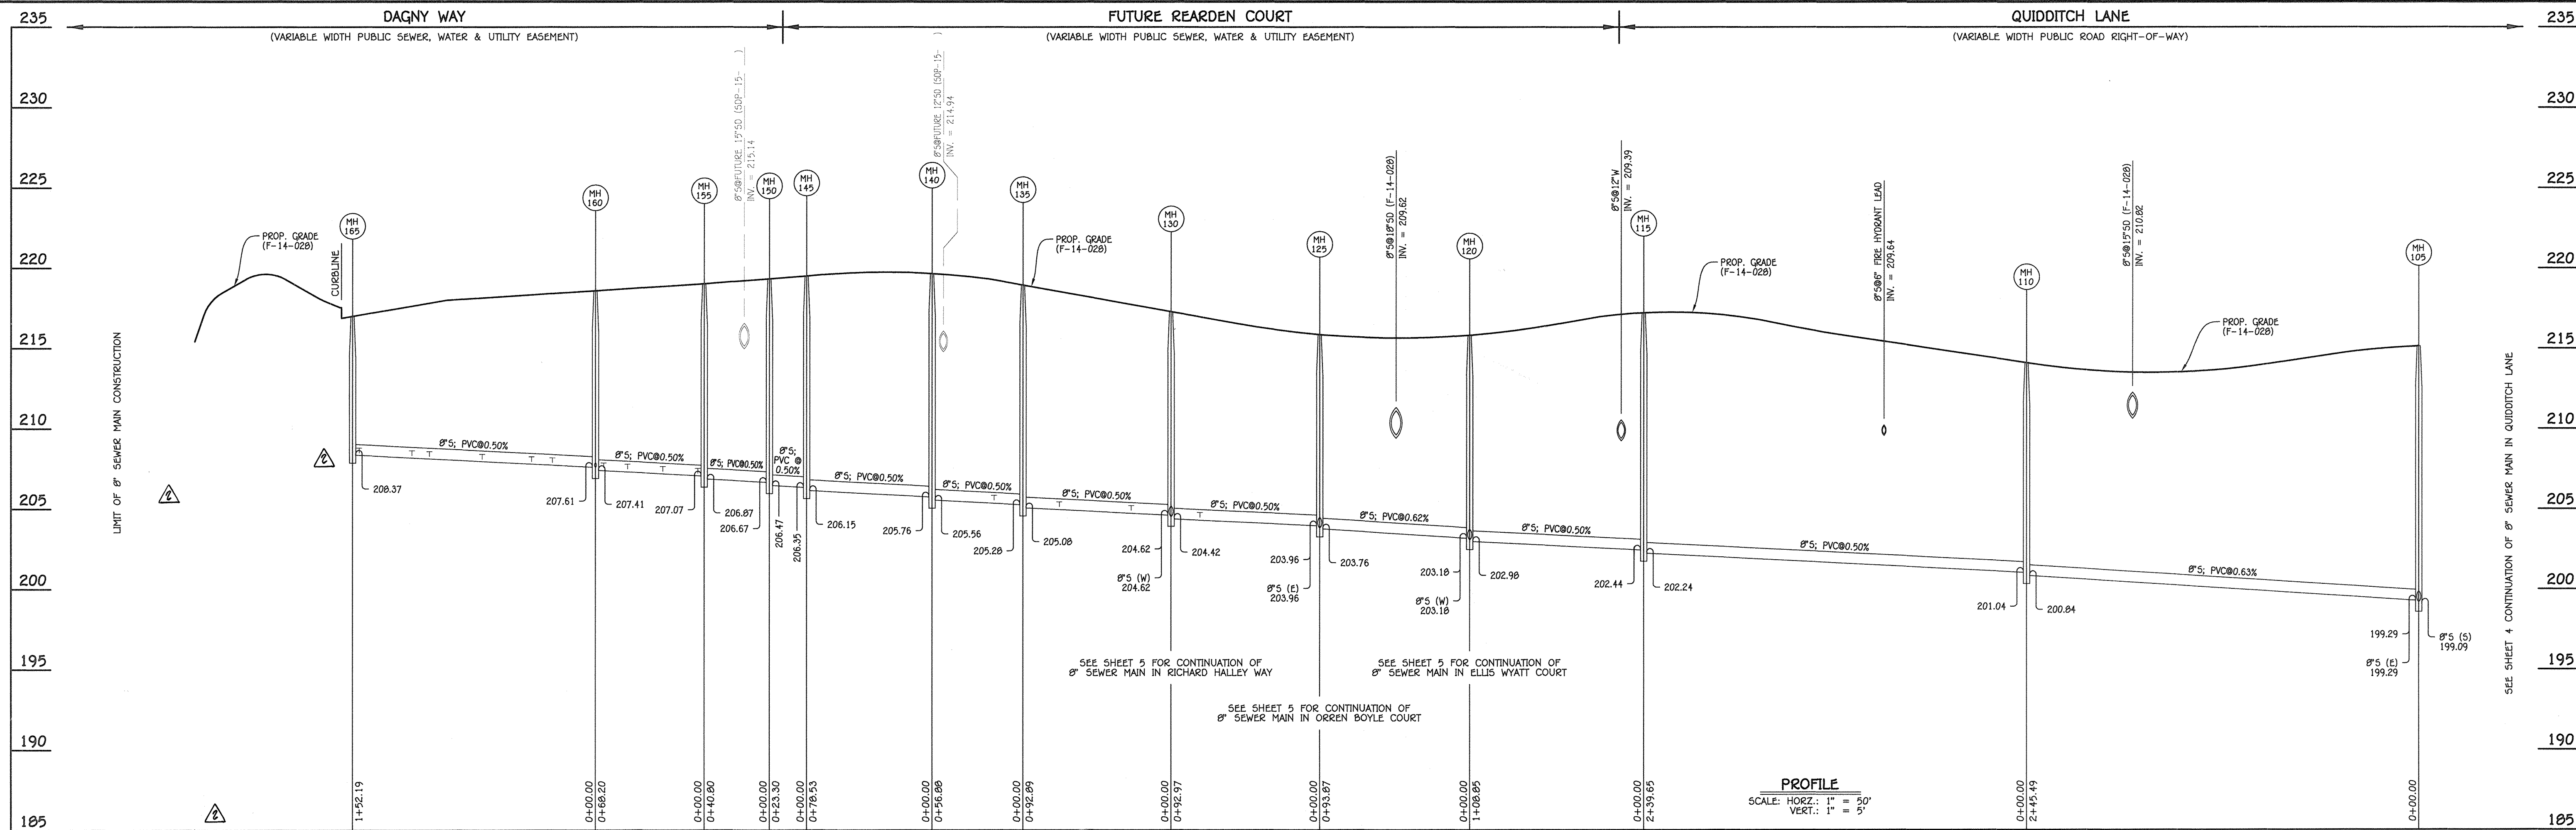 DAGNY WAY
(VARIABLE WIDTH PUBLIC SEWER, WATER & UTILITY EASEMENT)
FUTURE REARDEN COURT
(VARIABLE WIDTH PUBLIC SEWER, WATER & UTILITY EASEMENT)
QUIDDITCH LANE
(VARIABLE WIDTH PUBLIC ROAD RIGHT-OF-WAY)
235
230
225
220
215
210
205
200
195
190
185
235
230
225
220
215
210
205
200
195
190
185
LIMIT OF 8" SEWER MAIN CONSTRUCTION
2
2
2
PROP. GRADE
(F-14-028)
CURBLINE
MH
165
MH
160
MH
155
8"S@FUTURE 15"SD (SDP-15- )
INV. = 215.14
MH
150
MH
145
MH
140
8"S@FUTURE 12"SD (SDP-15- )
INV. = 214.94
MH
135
PROP. GRADE
(F-14-028)
MH
130
MH
125
8"S@18"SD (F-14-028)
INV. = 209.62
MH
120
8"S@12"W
INV. = 209.39
MH
115
PROP. GRADE
(F-14-028)
8"S@6" FIRE HYDRANT LEAD
INV. = 209.64
MH
110
8"S@15"SD (F-14-028)
INV. = 210.82
PROP. GRADE
(F-14-028)
MH
105
8"S; PVC@0.50%
8"S; PVC@0.50%
8"S; PVC@0.50%
8"S;
PVC @
0.50%
8"S; PVC@0.50%
8"S; PVC@0.50%
8"S; PVC@0.50%
8"S; PVC@0.50%
8"S; PVC@0.62%
8"S; PVC@0.50%
8"S; PVC@0.50%
8"S; PVC@0.63%
208.37
207.61
207.41
207.07
206.87
206.67
206.47
206.35
206.15
205.76
205.56
205.28
205.08
204.62
204.42
8"S (W)
204.62
203.96
203.76
8"S (E)
203.96
203.18
202.98
8"S (W)
203.18
202.44
202.24
201.04
200.84
199.29
8"S (S)
199.09
8"S (E)
199.29
SEE SHEET 5 FOR CONTINUATION OF
8" SEWER MAIN IN RICHARD HALLEY WAY
SEE SHEET 5 FOR CONTINUATION OF
8" SEWER MAIN IN ELLIS WYATT COURT
SEE SHEET 5 FOR CONTINUATION OF
8" SEWER MAIN IN ORREN BOYLE COURT
SEE SHEET 4 CONTINUATION OF 8" SEWER MAIN IN QUIDDITCH LANE
1+52.19
0+00.00
0+68.20
0+00.00
0+40.80
0+00.00
0+23.30
0+00.00
0+78.53
0+00.00
0+56.88
0+00.00
0+92.89
0+00.00
0+92.97
0+00.00
0+93.87
0+00.00
1+08.85
0+00.00
2+39.65
0+00.00
2+45.49
0+00.00
PROFILE
SCALE: HORZ.: 1" = 50'
VERT.: 1" = 5'